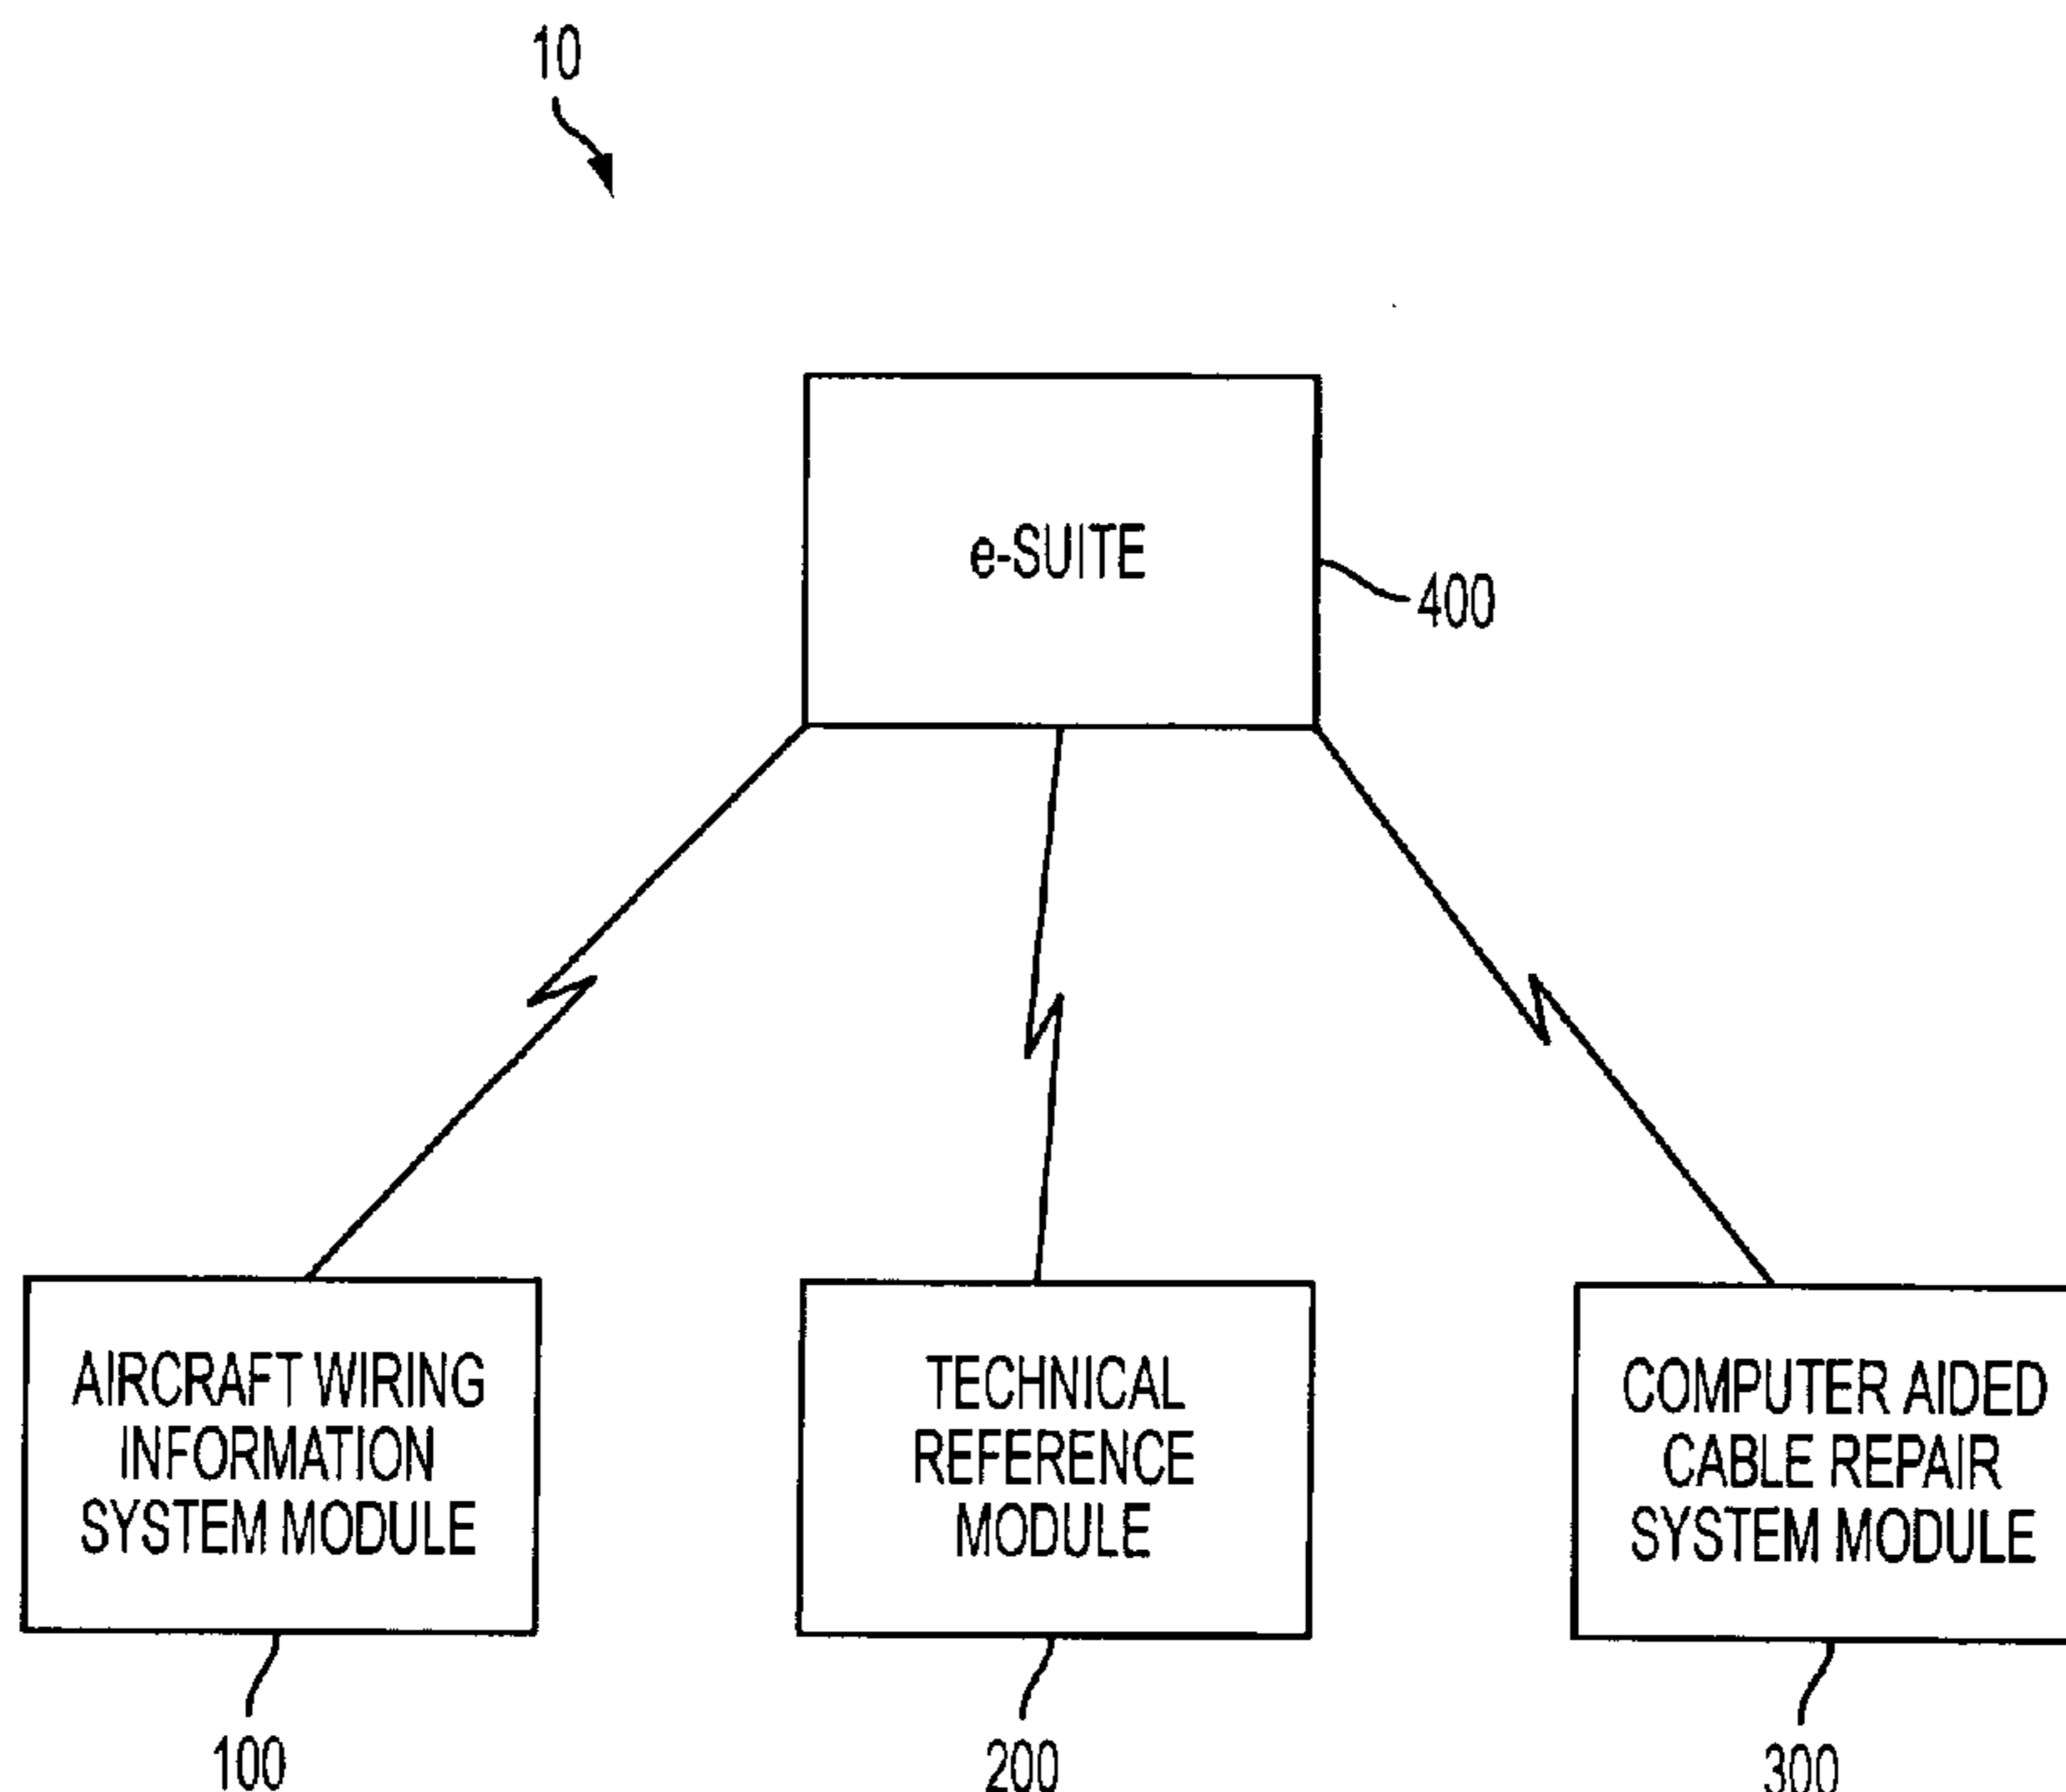 10
e-SUITE
400
AIRCRAFT WIRING
INFORMATION
SYSTEM MODULE
TECHNICAL
REFERENCE
MODULE
COMPUTER AIDED
CABLE REPAIR
SYSTEM MODULE
100
200
300